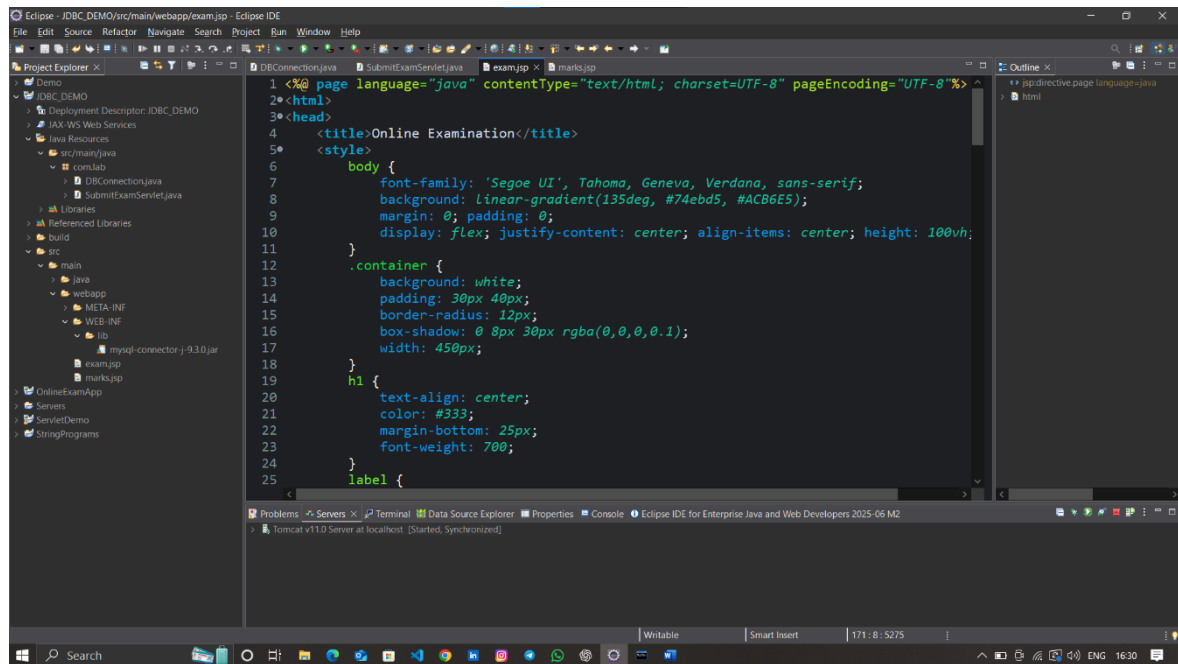 Eclipse - JDBC_DEMO/src/main/webapp/exam.jsp - Eclipse IDE
File Edit Source Refactor Navigate Search Project Run Window Help
Project Explorer
DBConnection.java SubmitExamServlet.java exam.jsp marks.jsp
Outline
Demo
JDBC_DEMO
Deployment Descriptor: JDBC_DEMO
JAX-WS Web Services
Java Resources
src/main/java
com.lab
DBConnection.java
SubmitExamServlet.java
Libraries
Referenced Libraries
build
src
main
java
webapp
META-INF
WEB-INF
lib
mysql-connector-j-9.3.0.jar
exam.jsp
marks.jsp
OnlineExamApp
Servers
ServletDemo
StringPrograms
1 <%@ page language="java" contentType="text/html; charset=UTF-8" pageEncoding="UTF-8"%>
2 <html>
3 <head>
4 <title>Online Examination</title>
5 <style>
6 body {
7 font-family: 'Segoe UI', Tahoma, Geneva, Verdana, sans-serif;
8 background: linear-gradient(135deg, #74ebd5, #ACB6E5);
9 margin: 0; padding: 0;
10 display: flex; justify-content: center; align-items: center; height: 100vh;
11 }
12 .container {
13 background: white;
14 padding: 30px 40px;
15 border-radius: 12px;
16 box-shadow: 0 8px 30px rgba(0,0,0,0.1);
17 width: 450px;
18 }
19 h1 {
20 text-align: center;
21 color: #333;
22 margin-bottom: 25px;
23 font-weight: 700;
24 }
25 label {
jsp:directive.page language=java
html
Problems Servers Terminal Data Source Explorer Properties Console Eclipse IDE for Enterprise Java and Web Developers 2025-06 M2
Tomcat v11.0 Server at localhost [Started, Synchronized]
Writable Smart Insert 171 : 8 : 5275
Search
ENG 16:30